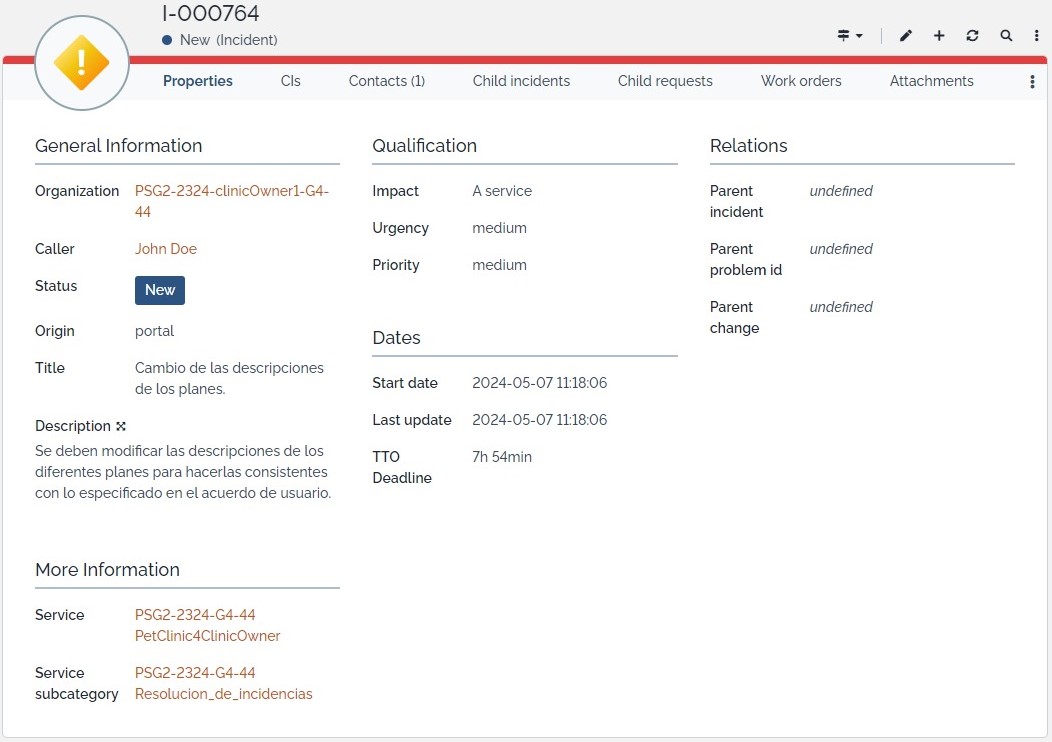 I-000764
New (Incident)
Properties
CIs
Contacts (1)
Child incidents
Child requests
Work orders
Attachments
General Information
Organization PSG2-2324-clinicOwner1-G4-
44
Caller John Doe
Status New
Origin portal
Title Cambio de las descripciones
de los planes.
Description
Se deben modificar las descripciones de los
diferentes planes para hacerlas consistentes
con lo especificado en el acuerdo de usuario.
More Information
Service PSG2-2324-G4-44
PetClinic4ClinicOwner
Service PSG2-2324-G4-44
subcategory Resolucion_de_incidencias
Qualification
Impact A service
Urgency medium
Priority medium
Dates
Start date 2024-05-07 11:18:06
Last update 2024-05-07 11:18:06
TTO 7h 54min
Deadline
Relations
Parent undefined
incident
Parent undefined
problem id
Parent undefined
change